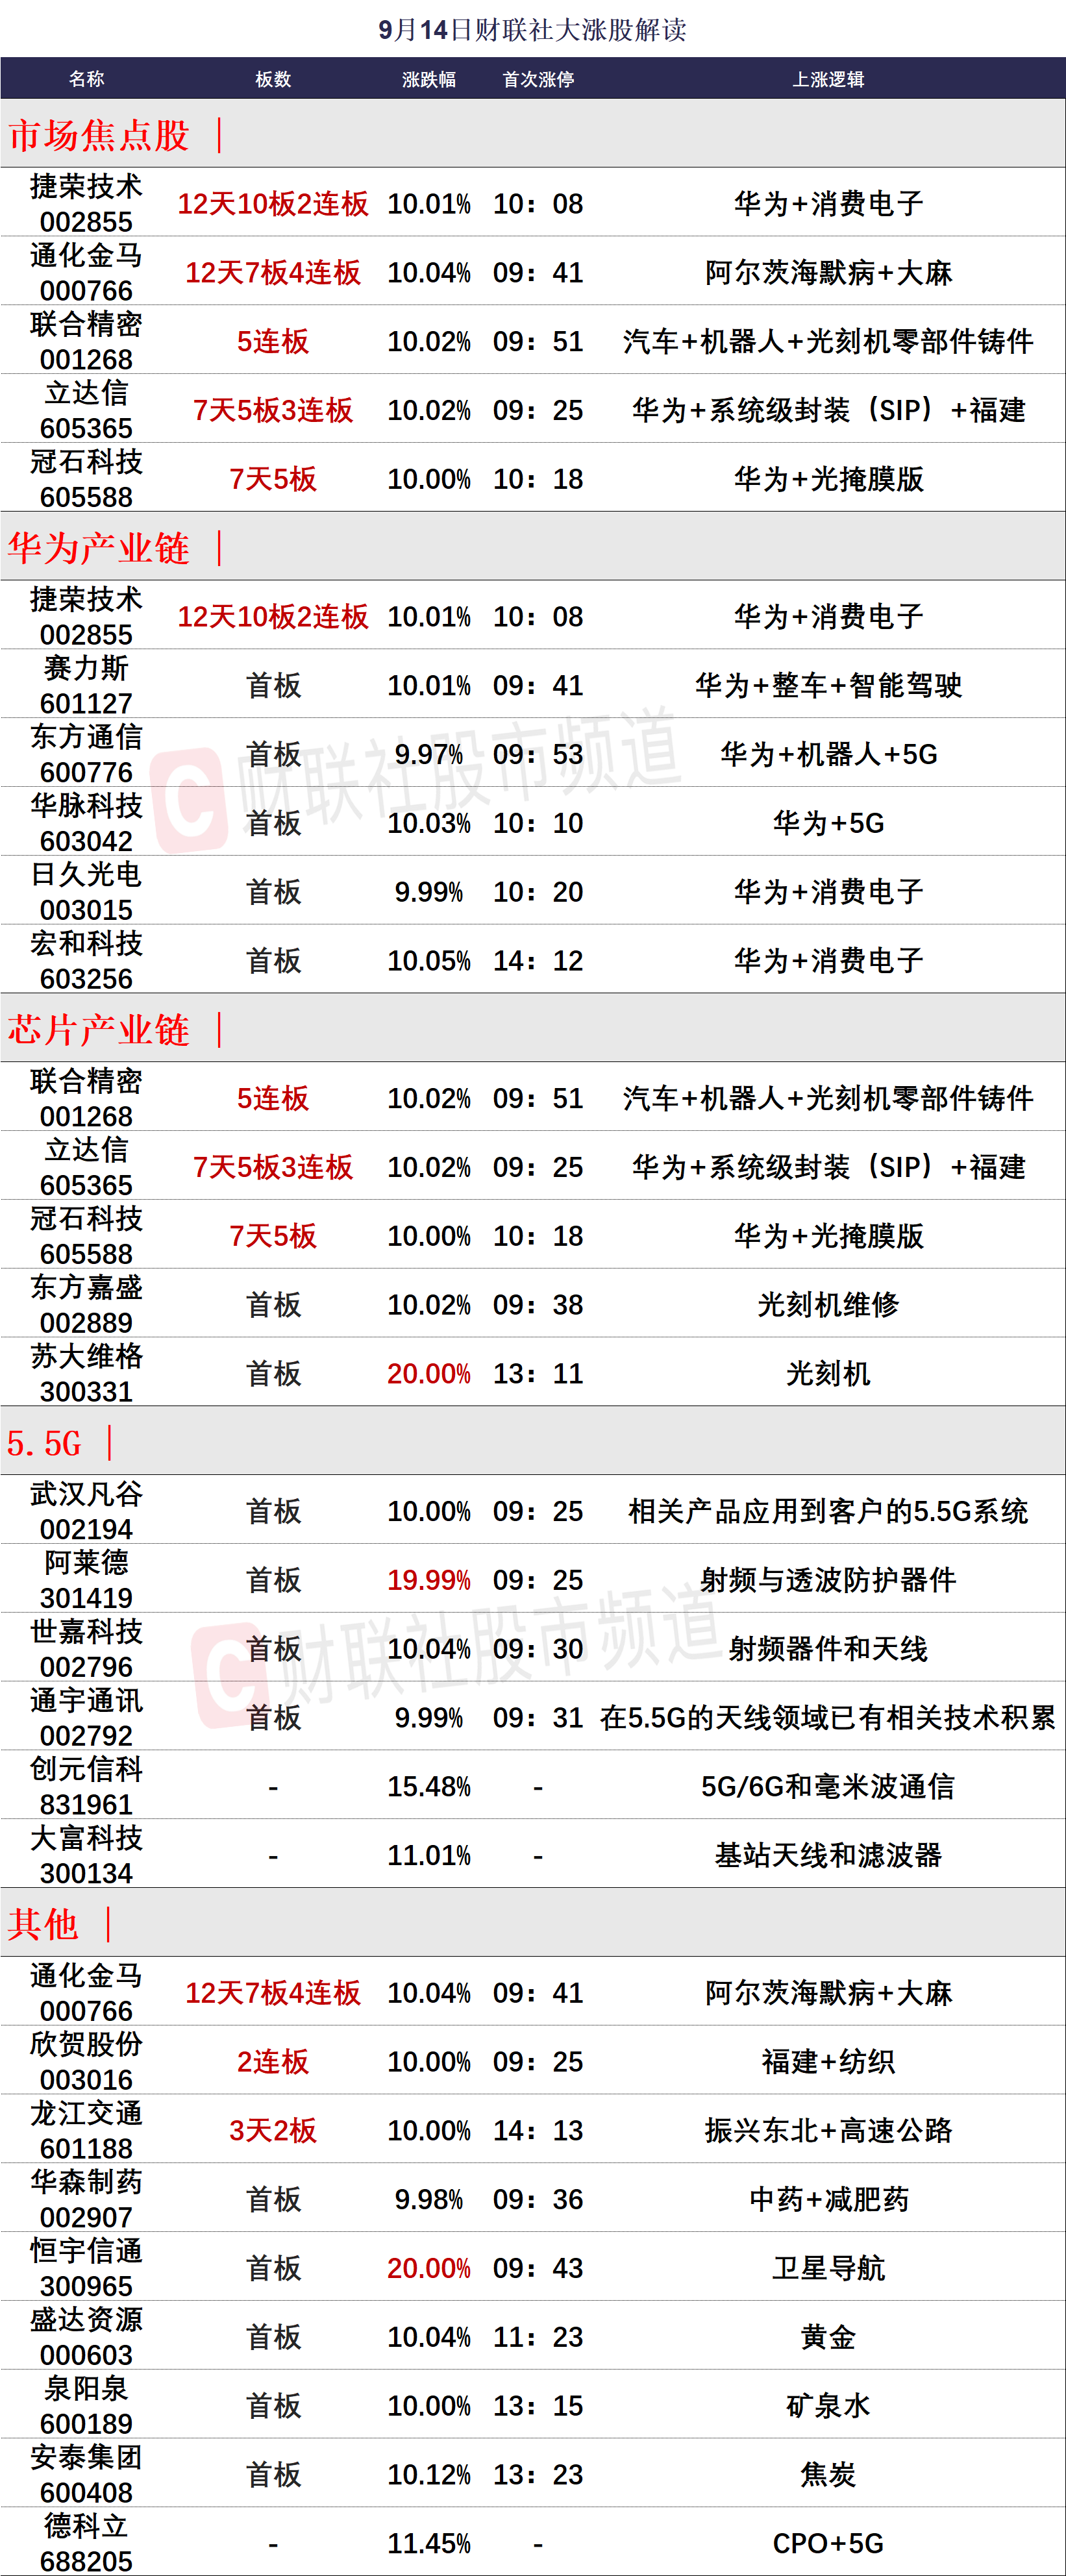 9月14日财联社大涨股解读
名称 板数 涨跌幅 首次涨停 上涨逻辑
市场焦点股 ｜
捷荣技术
002855 12天10板2连板 10.01% 10：08 华为+消费电子
通化金马
000766 12天7板4连板 10.04% 09：41 阿尔茨海默病+大麻
联合精密
001268 5连板 10.02% 09：51 汽车+机器人+光刻机零部件铸件
立达信
605365 7天5板3连板 10.02% 09：25 华为+系统级封装（SIP）+福建
冠石科技
605588 7天5板 10.00% 10：18 华为+光掩膜版
华为产业链 ｜
捷荣技术
002855 12天10板2连板 10.01% 10：08 华为+消费电子
赛力斯
601127 首板 10.01% 09：41 华为+整车+智能驾驶
东方通信
600776 首板 9.97% 09：53 华为+机器人+5G
华脉科技
603042 首板 10.03% 10：10 华为+5G
日久光电
003015 首板 9.99% 10：20 华为+消费电子
宏和科技
603256 首板 10.05% 14：12 华为+消费电子
财联社股市频道
芯片产业链 ｜
联合精密
001268 5连板 10.02% 09：51 汽车+机器人+光刻机零部件铸件
立达信
605365 7天5板3连板 10.02% 09：25 华为+系统级封装（SIP）+福建
冠石科技
605588 7天5板 10.00% 10：18 华为+光掩膜版
东方嘉盛
002889 首板 10.02% 09：38 光刻机维修
苏大维格
300331 首板 20.00% 13：11 光刻机
5.5G ｜
武汉凡谷
002194 首板 10.00% 09：25 相关产品应用到客户的5.5G系统
阿莱德
301419 首板 19.99% 09：25 射频与透波防护器件
世嘉科技
002796 首板 10.04% 09：30 射频器件和天线
通宇通讯
002792 首板 9.99% 09：31 在5.5G的天线领域已有相关技术积累
创元信科
831961 - 15.48% - 5G/6G和毫米波通信
大富科技
300134 - 11.01% - 基站天线和滤波器
财联社股市频道
其他 ｜
通化金马
000766 12天7板4连板 10.04% 09：41 阿尔茨海默病+大麻
欣贺股份
003016 2连板 10.00% 09：25 福建+纺织
龙江交通
601188 3天2板 10.00% 14：13 振兴东北+高速公路
华森制药
002907 首板 9.98% 09：36 中药+减肥药
恒宇信通
300965 首板 20.00% 09：43 卫星导航
盛达资源
000603 首板 10.04% 11：23 黄金
泉阳泉
600189 首板 10.00% 13：15 矿泉水
安泰集团
600408 首板 10.12% 13：23 焦炭
德科立
688205 - 11.45% - CPO+5G